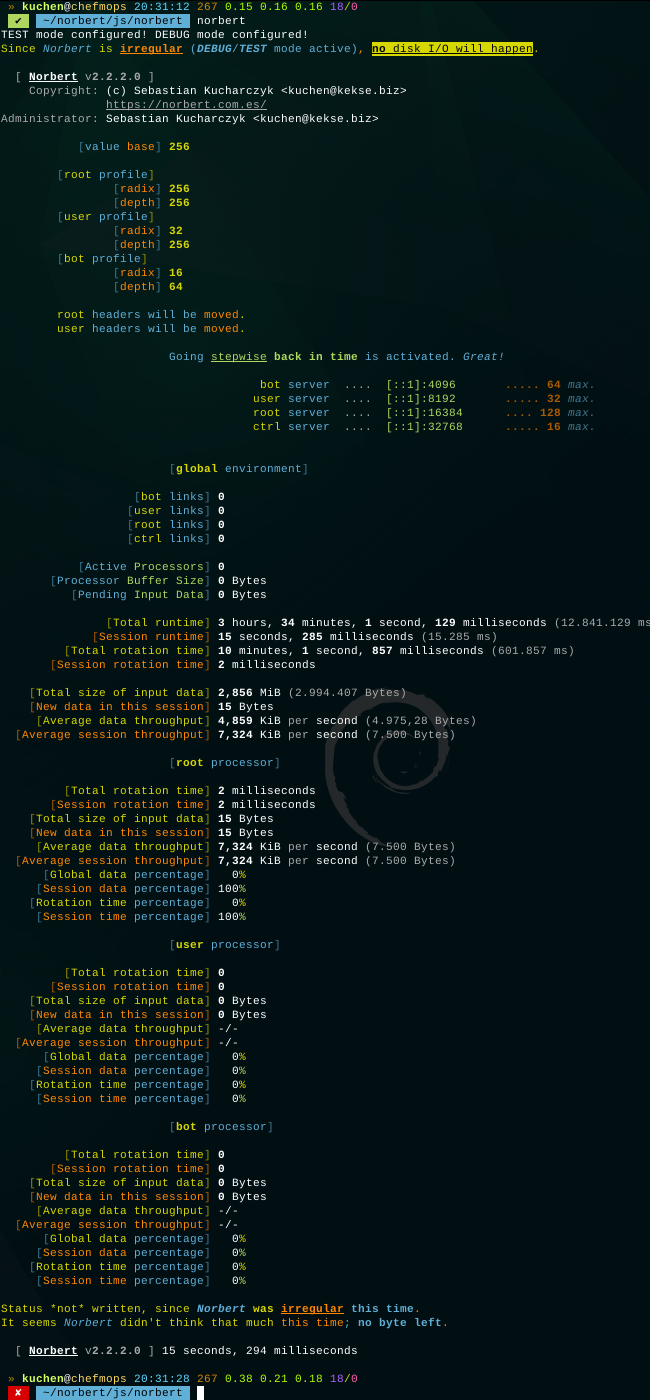 » kuchen@chefmops 20:31:12 267 0.15 0.16 0.16 18/0
✔ ~/norbert/js/norbert norbert
TEST mode configured! DEBUG mode configured!
Since Norbert is irregular (DEBUG/TEST mode active), no disk I/O will happen.
[ Norbert v2.2.2.0 ]
Copyright: (c) Sebastian Kucharczyk <kuchen@kekse.biz>
https://norbert.com.es/
Administrator: Sebastian Kucharczyk <kuchen@kekse.biz>
[value base] 256
[root profile]
[radix] 256
[depth] 256
[user profile]
[radix] 32
[depth] 256
[bot profile]
[radix] 16
[depth] 64
root headers will be moved.
user headers will be moved.
Going stepwise back in time is activated. Great!
bot server .... [::1]:4096 ..... 64 max.
user server .... [::1]:8192 ..... 32 max.
root server .... [::1]:16384 .... 128 max.
ctrl server .... [::1]:32768 ..... 16 max.
[global environment]
[bot links] 0
[user links] 0
[root links] 0
[ctrl links] 0
[Active Processors] 0
[Processor Buffer Size] 0 Bytes
[Pending Input Data] 0 Bytes
[Total runtime] 3 hours, 34 minutes, 1 second, 129 milliseconds (12.841.129 ms
[Session runtime] 15 seconds, 285 milliseconds (15.285 ms)
[Total rotation time] 10 minutes, 1 second, 857 milliseconds (601.857 ms)
[Session rotation time] 2 milliseconds
[Total size of input data] 2,856 MiB (2.994.407 Bytes)
[New data in this session] 15 Bytes
[Average data throughput] 4,859 KiB per second (4.975,28 Bytes)
[Average session throughput] 7,324 KiB per second (7.500 Bytes)
[root processor]
[Total rotation time] 2 milliseconds
[Session rotation time] 2 milliseconds
[Total size of input data] 15 Bytes
[New data in this session] 15 Bytes
[Average data throughput] 7,324 KiB per second (7.500 Bytes)
[Average session throughput] 7,324 KiB per second (7.500 Bytes)
[Global data percentage] 0%
[Session data percentage] 100%
[Rotation time percentage] 0%
[Session time percentage] 100%
[user processor]
[Total rotation time] 0
[Session rotation time] 0
[Total size of input data] 0 Bytes
[New data in this session] 0 Bytes
[Average data throughput] -/-
[Average session throughput] -/-
[Global data percentage] 0%
[Session data percentage] 0%
[Rotation time percentage] 0%
[Session time percentage] 0%
[bot processor]
[Total rotation time] 0
[Session rotation time] 0
[Total size of input data] 0 Bytes
[New data in this session] 0 Bytes
[Average data throughput] -/-
[Average session throughput] -/-
[Global data percentage] 0%
[Session data percentage] 0%
[Rotation time percentage] 0%
[Session time percentage] 0%
Status *not* written, since Norbert was irregular this time.
It seems Norbert didn't think that much this time; no byte left.
[ Norbert v2.2.2.0 ] 15 seconds, 294 milliseconds
» kuchen@chefmops 20:31:28 267 0.38 0.21 0.18 18/0
✘ ~/norbert/js/norbert